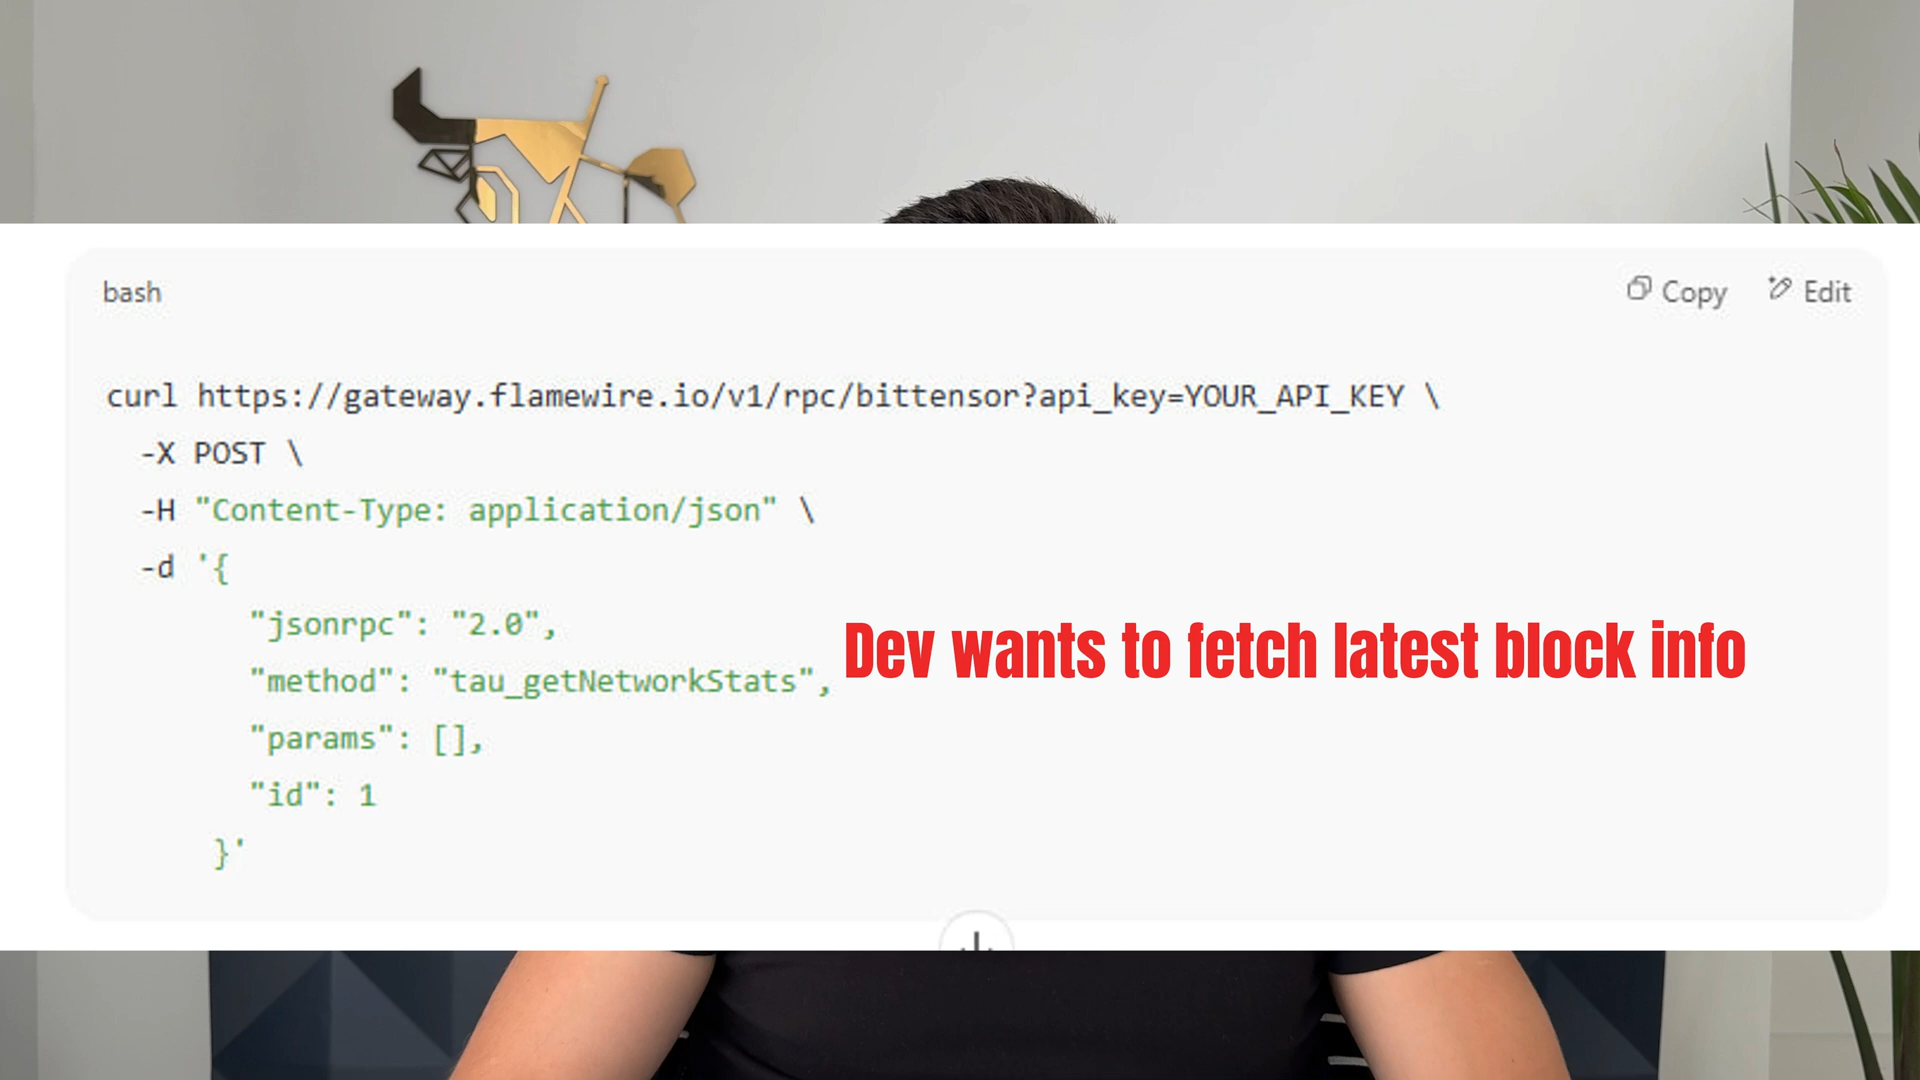 bash
Copy
Edit
curl https://gateway.flamewire.io/v1/rpc/bittensor?api_key=YOUR_API_KEY \
-X POST \
-H "Content-Type: application/json" \
-d '{
"jsonrpc": "2.0",
"method": "tau_getNetworkStats",
"params": [],
"id": 1
}'
Dev wants to fetch latest block info